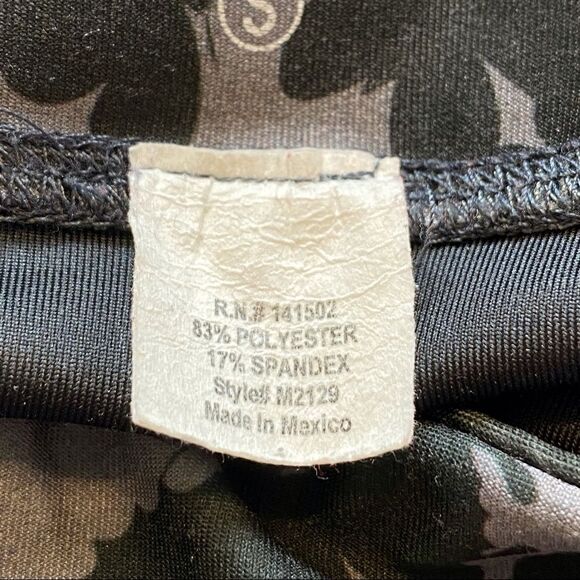 S
R.N.# 141502
83% POLYESTER
17% SPANDEX
Style# M2129
Made In Mexico